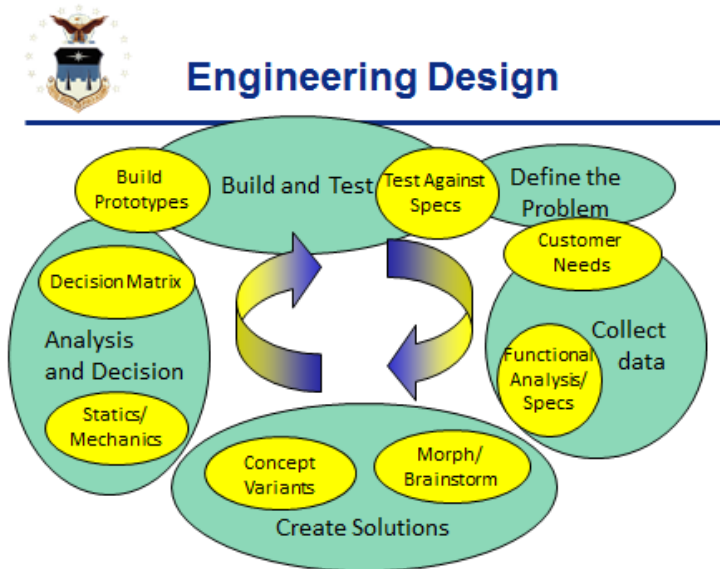 Engineering Design
Build
Prototypes
Build and Test
Test Against
Specs
Define the
Problem
Customer
Needs
Decision Matrix
Analysis
and Decision
Collect
data
Functional
Analysis/
Specs
Statics/
Mechanics
Concept
Variants
Morph/
Brainstorm
Create Solutions